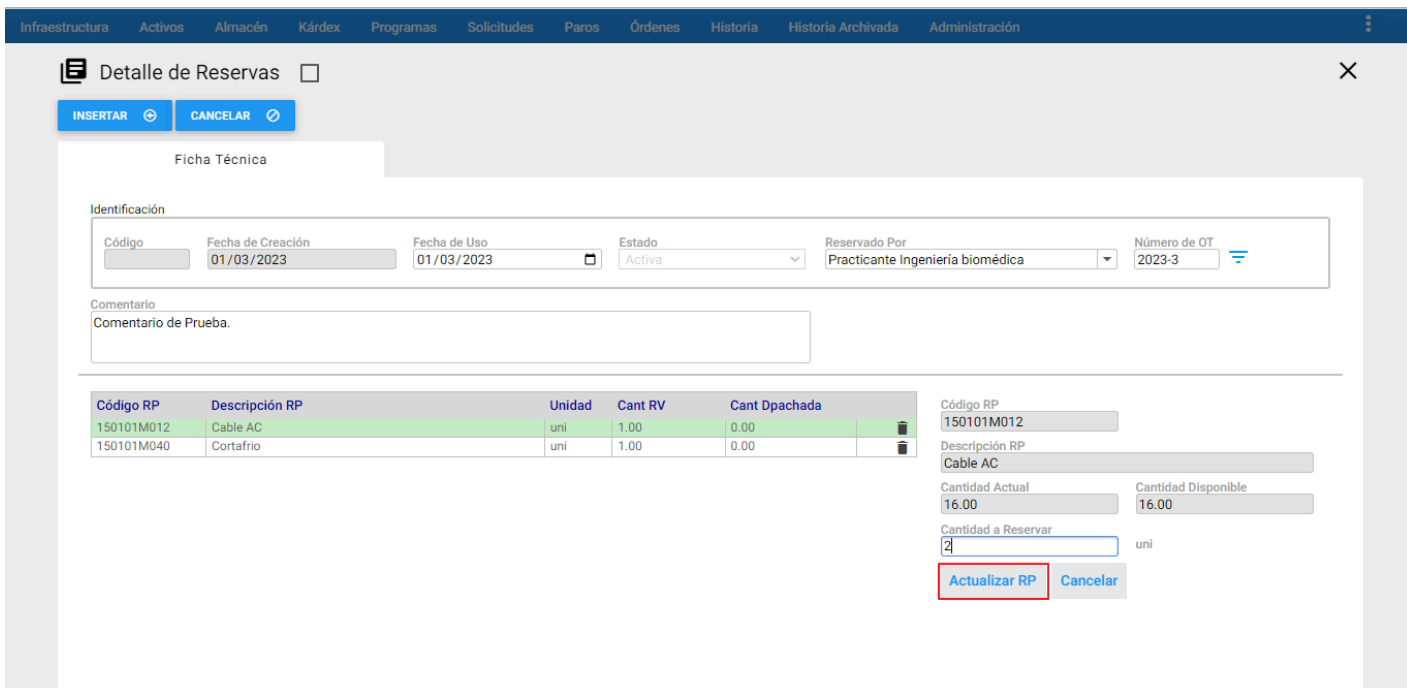 Infraestructura Activos Almacén Kárdex Programas Solicitudes Paros Órdenes Historia Historia Archivada Administración
Detalle de Reservas
INSERTAR CANCELAR
Ficha Técnica
Identificación
Código Fecha de Creación Fecha de Uso Estado Reservado Por Número de OT
01/03/2023 01/03/2023 Activa Practicante Ingeniería biomédica 2023-3
Comentario
Comentario de Prueba.
Código RP Descripción RP Unidad Cant RV Cant Dpachada
150101M012 Cable AC uni 1.00 0.00
150101M040 Cortafrio uni 1.00 0.00
Código RP
150101M012
Descripción RP
Cable AC
Cantidad Actual Cantidad Disponible
16.00 16.00
Cantidad a Reservar
2 uni
Actualizar RP Cancelar